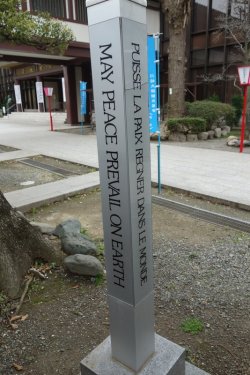 MAY PEACE PREVAIL ON EARTH
PUISSE LA PAIX REGNER DANS LE MONDE